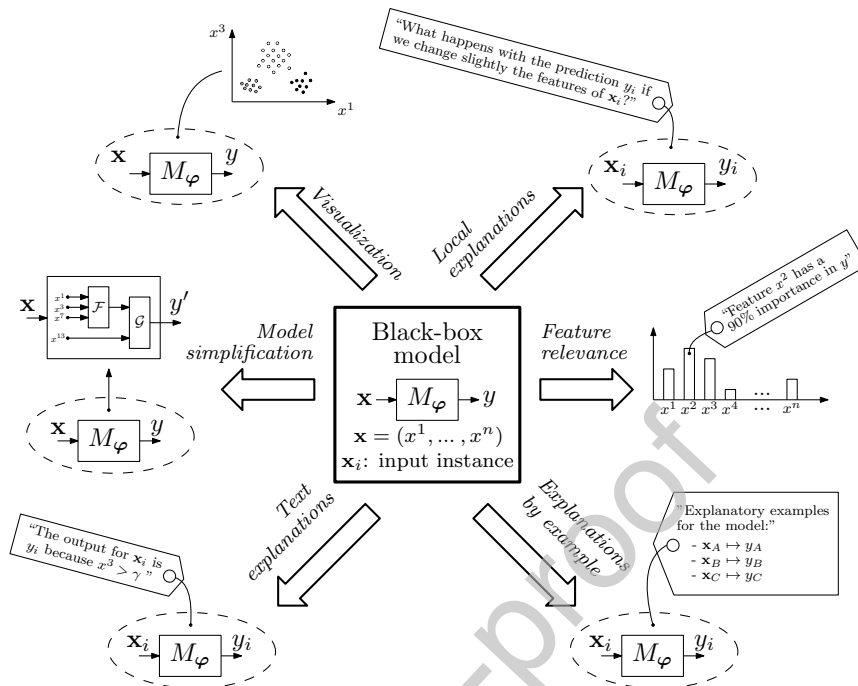 x³
x¹
x
M_φ
y
"What happens with the prediction yᵢ if
we change slightly the features of xᵢ?"
xᵢ
M_φ
yᵢ
Visualization
Local
explanations
x
x¹
x³
x⁷
x¹³
F
G
y′
Model
simplification
x
M_φ
y
Black-box
model
x
M_φ
y
x = (x¹, ... , xⁿ)
xᵢ: input instance
Feature
relevance
"Feature x² has a
90% importance in y"
x¹ x² x³ x⁴ ... xⁿ
...
Text
explanations
"The output for xᵢ is
yᵢ because x³ > γ "
xᵢ
M_φ
yᵢ
Explanations
by example
"Explanatory examples
for the model:"
- x_A ↦ y_A
- x_B ↦ y_B
- x_C ↦ y_C
xᵢ
M_φ
yᵢ
-proof